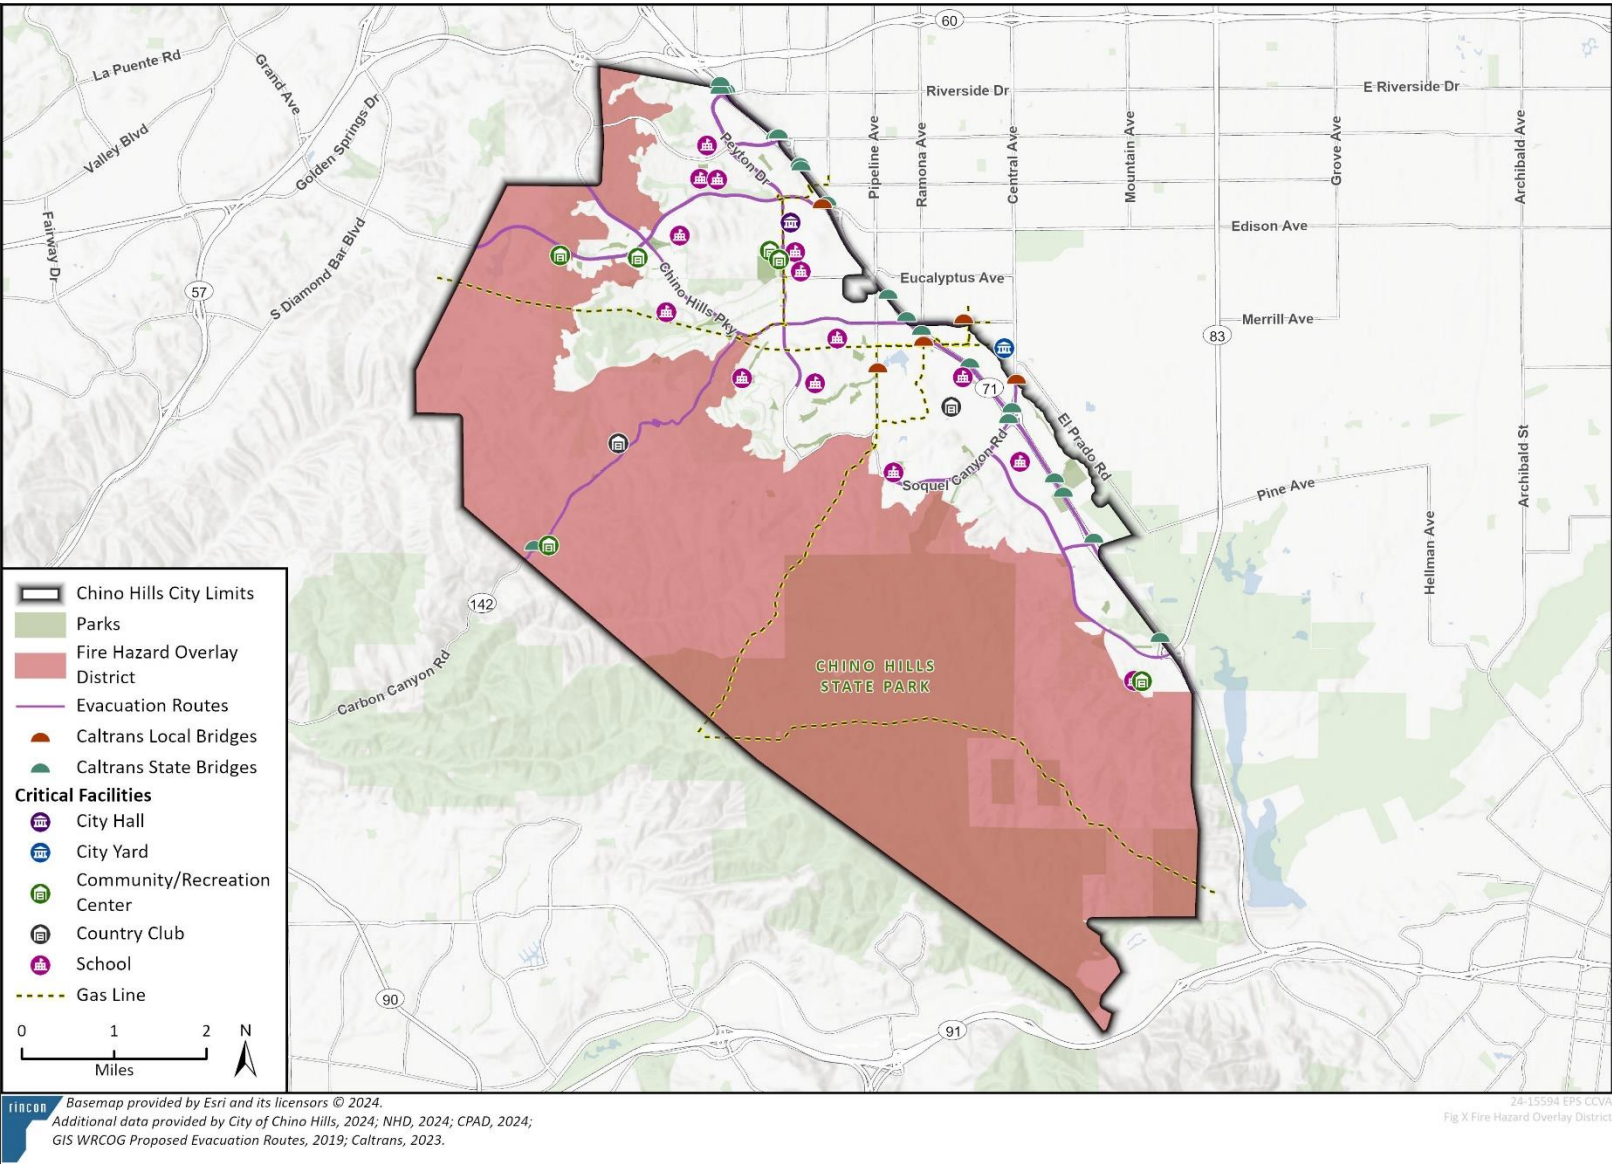 60
La Puente Rd
Grand Ave
Riverside Dr
E Riverside Dr
Golden Springs Dr
Valley Blvd
Peyton Dr
Pipeline Ave
Ramona Ave
Central Ave
Mountain Ave
Grove Ave
Archibald Ave
Fairway Dr
S Diamond Bar Blvd
Edison Ave
57
Chino Hills Pky
Eucalyptus Ave
Merrill Ave
83
71
El Prado Rd
Soquel Canyon Rd
Pine Ave
Archibald St
Hellman Ave
142
Carbon Canyon Rd
CHINO HILLS
STATE PARK
90
91
Chino Hills City Limits
Parks
Fire Hazard Overlay
District
Evacuation Routes
Caltrans Local Bridges
Caltrans State Bridges
Critical Facilities
City Hall
City Yard
Community/Recreation
Center
Country Club
School
Gas Line
0 1 2 N
Miles
rincon
Basemap provided by Esri and its licensors © 2024.
Additional data provided by City of Chino Hills, 2024; NHD, 2024; CPAD, 2024;
GIS WRCOG Proposed Evacuation Routes, 2019; Caltrans, 2023.
24-15594 EPS CCVA
Fig X Fire Hazard Overlay District